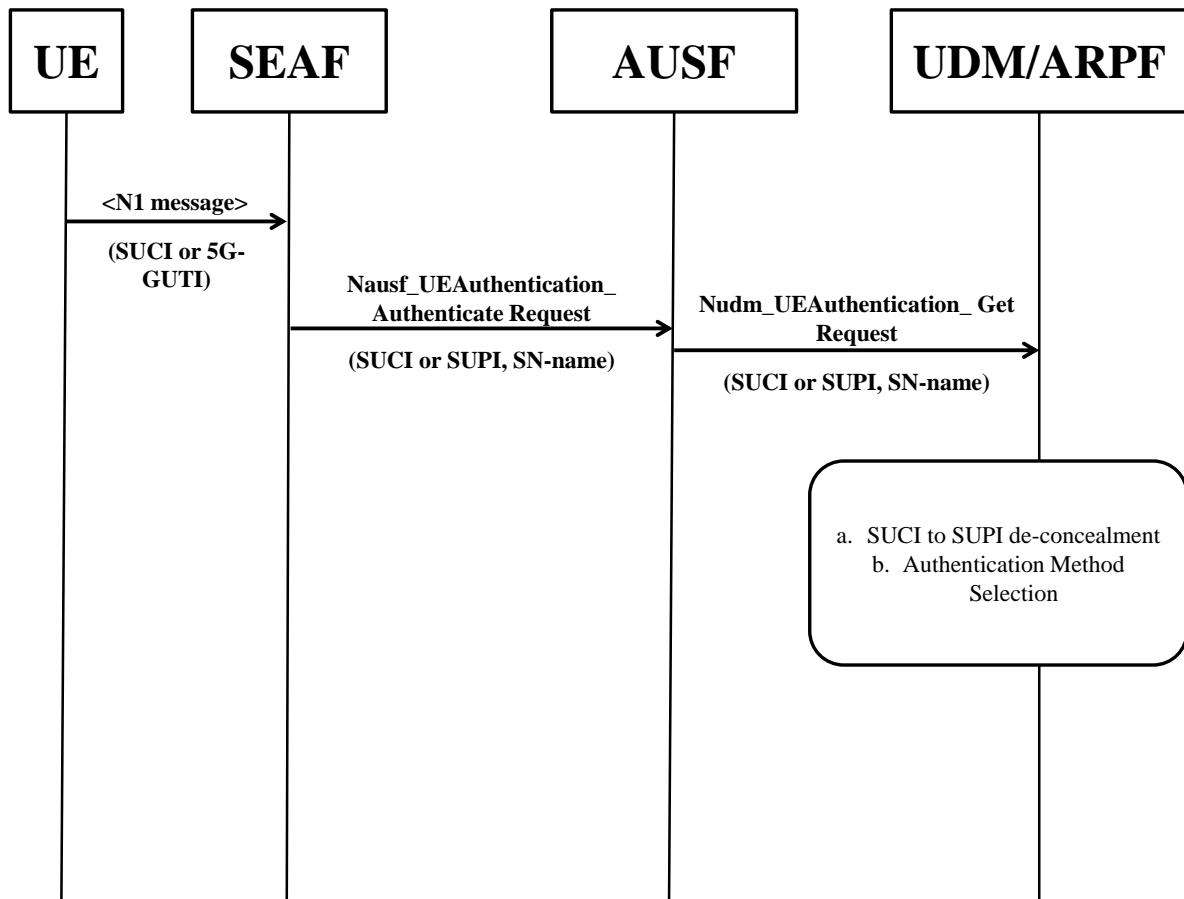 UE
SEAF
AUSF
UDM/ARPF
<N1 message>
(SUCI or 5G-
GUTI)
Nausf_UEAuthentication_
Authenticate Request
(SUCI or SUPI, SN-name)
Nudm_UEAuthentication_ Get
Request
(SUCI or SUPI, SN-name)
a. SUCI to SUPI de-concealment
b. Authentication Method
Selection